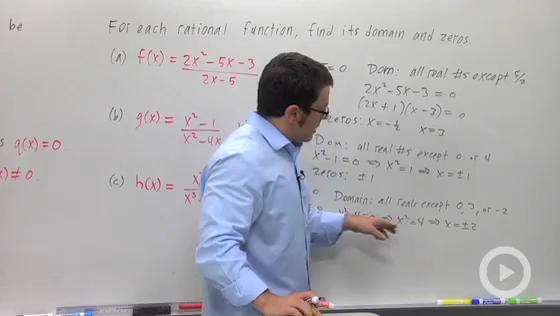 be
For each rational function, find its domain and zeros.
(a) f(x) = 2x²-5x-3 / 2x-5
= 0 Dom: all real #s except 5/2
2x²-5x-3 = 0
(2x+1)(x-3) = 0
zeros: x=-½ x=3
(b) g(x) = x²-1 / x²-4x
Dom: all real #s except 0 or 4
x²-1=0 ⇒ x²=1 ⇒ x=±1
zeros: ±1
q(x)=0
(x)≠0.
(c) h(x) =
0 Domain: all reals except 0, 3, or -2
x²=4 ⇒ x=±2